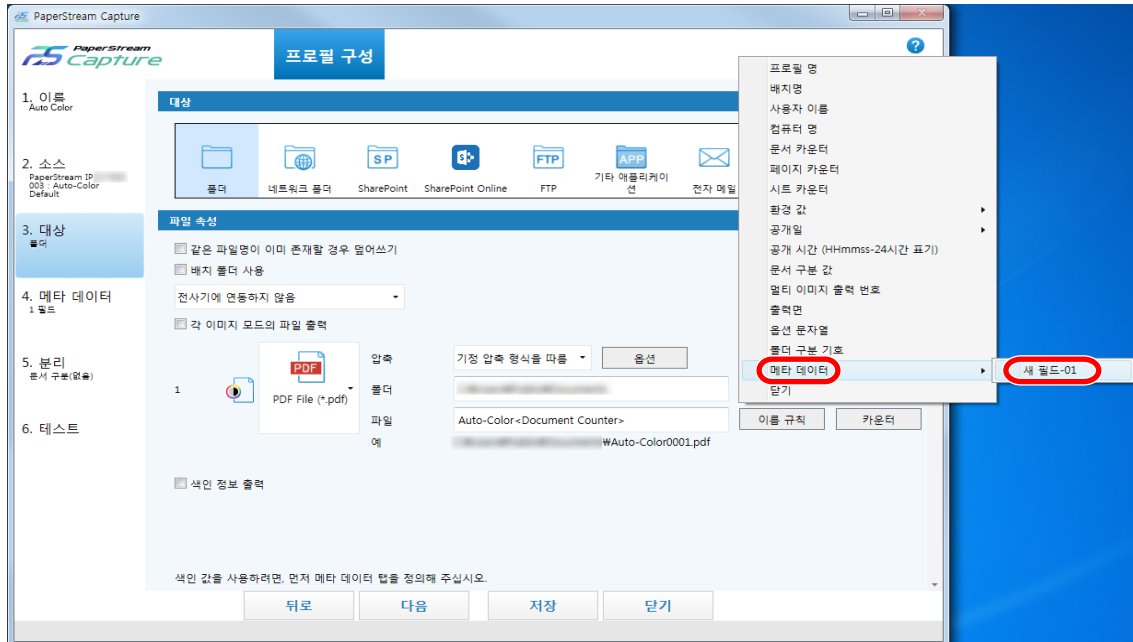 PaperStream Capture
PaperStream
Capture
프로필 구성
?
1. 이름
Auto Color
2. 소스
PaperStream IP
003 : Auto-Color
Default
3. 대상
폴더
4. 메타 데이터
1 필드
5. 분리
문서 구분(없음)
6. 테스트
대상
폴더
네트워크 폴더
SP
SharePoint
SharePoint Online
FTP
FTP
APP
기타 애플리케이
션
전자 메일
파일 속성
같은 파일명이 이미 존재할 경우 덮어쓰기
배치 폴더 사용
전사기에 연동하지 않음
각 이미지 모드의 파일 출력
1
PDF
PDF File (*.pdf)
압축
기정 압축 형식을 따름
옵션
폴더
파일
Auto-Color<Document Counter>
이름 규칙
카운터
예
₩Auto-Color0001.pdf
색인 정보 출력
색인 값을 사용하려면, 먼저 메타 데이터 탭을 정의해 주십시오.
뒤로
다음
저장
닫기
프로필 명
배치명
사용자 이름
컴퓨터 명
문서 카운터
페이지 카운터
시트 카운터
환경 값
공개일
공개 시간 (HHmmss-24시간 표기)
문서 구분 값
멀티 이미지 출력 번호
출력면
옵션 문자열
폴더 구분 기호
메타 데이터
닫기
새 필드-01